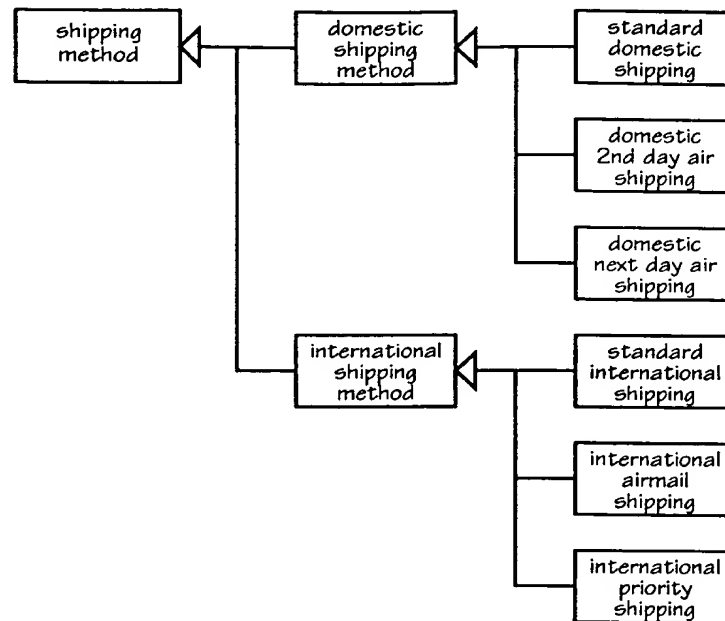 shipping
method
domestic
shipping
method
standard
domestic
shipping
domestic
2nd day air
shipping
domestic
next day air
shipping
international
shipping
method
standard
international
shipping
international
airmail
shipping
international
priority
shipping